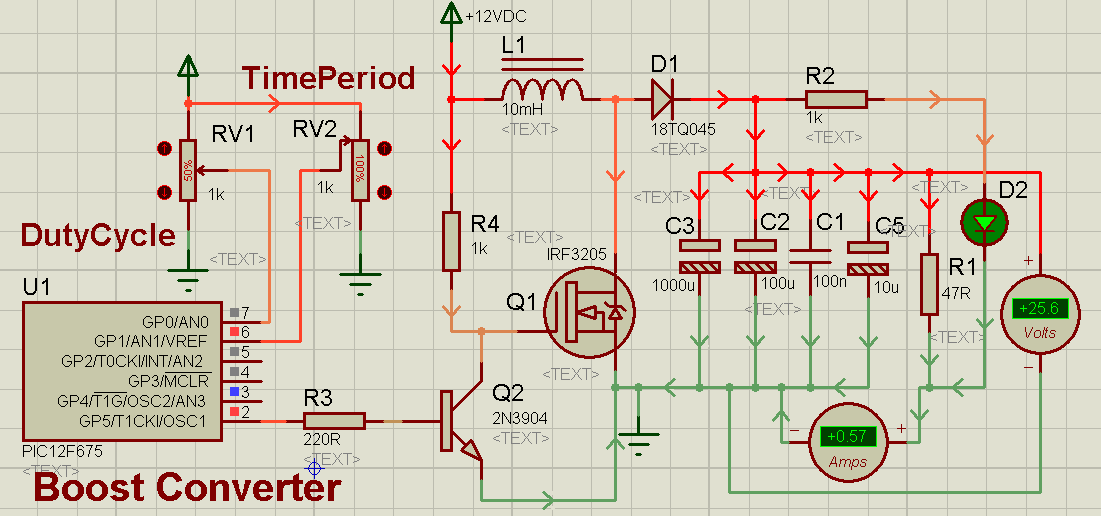 +12VDC
L1
10mH
<TEXT>
D1
18TQ045
<TEXT>
R2
1k
<TEXT>
TimePeriod
RV1
50%
1k
<TEXT>
RV2
100%
1k
<TEXT>
DutyCycle
R4
1k
<TEXT>
IRF3205
Q1
<TEXT>
C3
1000u
<TEXT>
C2
100u
<TEXT>
<TEXT>
C1
100n
C5
10u
<TEXT>
<TEXT>
R1
47R
<TEXT>
D2
+
+25.6
Volts
−
U1
GP0/AN0 7
GP1/AN1/VREF 6
GP2/T0CKI/INT/AN2 5
GP3/MCLR 4
GP4/T1G/OSC2/AN3 3
GP5/T1CKI/OSC1 2
PIC12F675
<TEXT>
R3
220R
<TEXT>
Q2
2N3904
<TEXT>
−
+
+0.57
Amps
Boost Converter